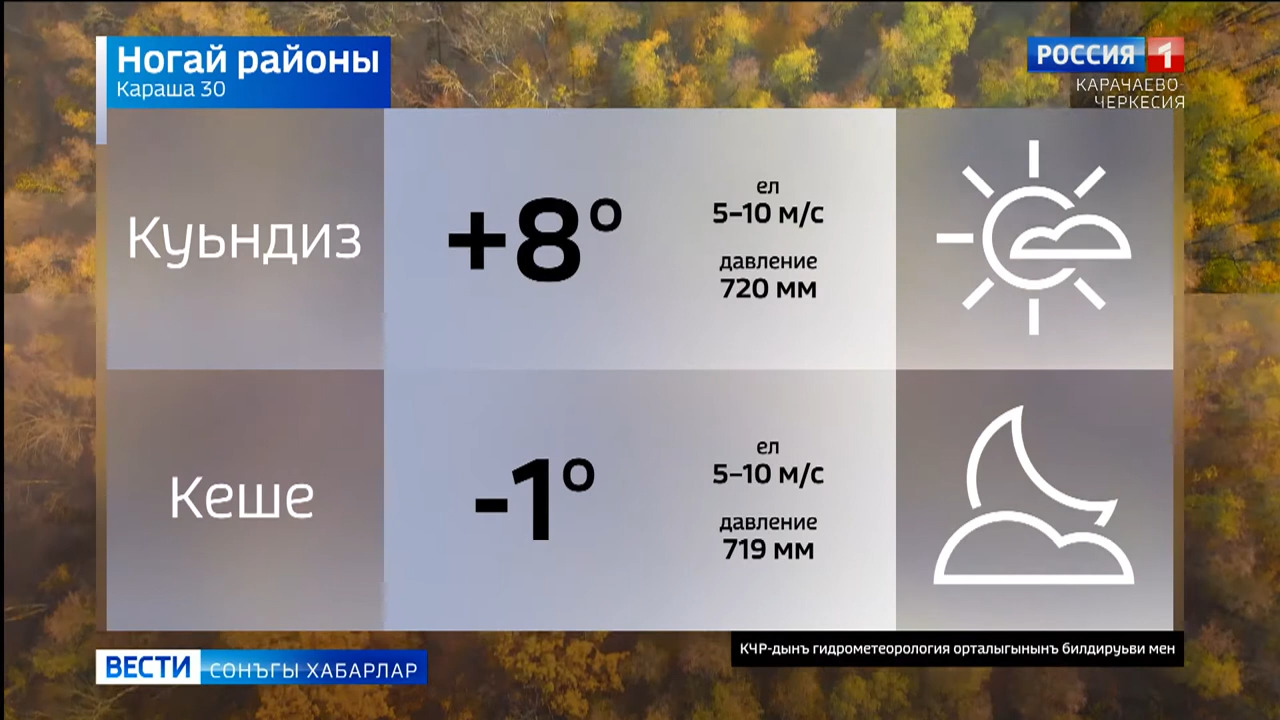 Ногай районы
Караша 30
РОССИЯ 1
КАРАЧАЕВО-
ЧЕРКЕСИЯ
Куьндиз
+8°
ел
5–10 м/с
давление
720 мм
Кеше
-1°
ел
5–10 м/с
давление
719 мм
КЧР-дынъ гидрометеорология орталыгынынъ билдируьви мен
ВЕСТИ СОНЪГЫ ХАБАРЛАР